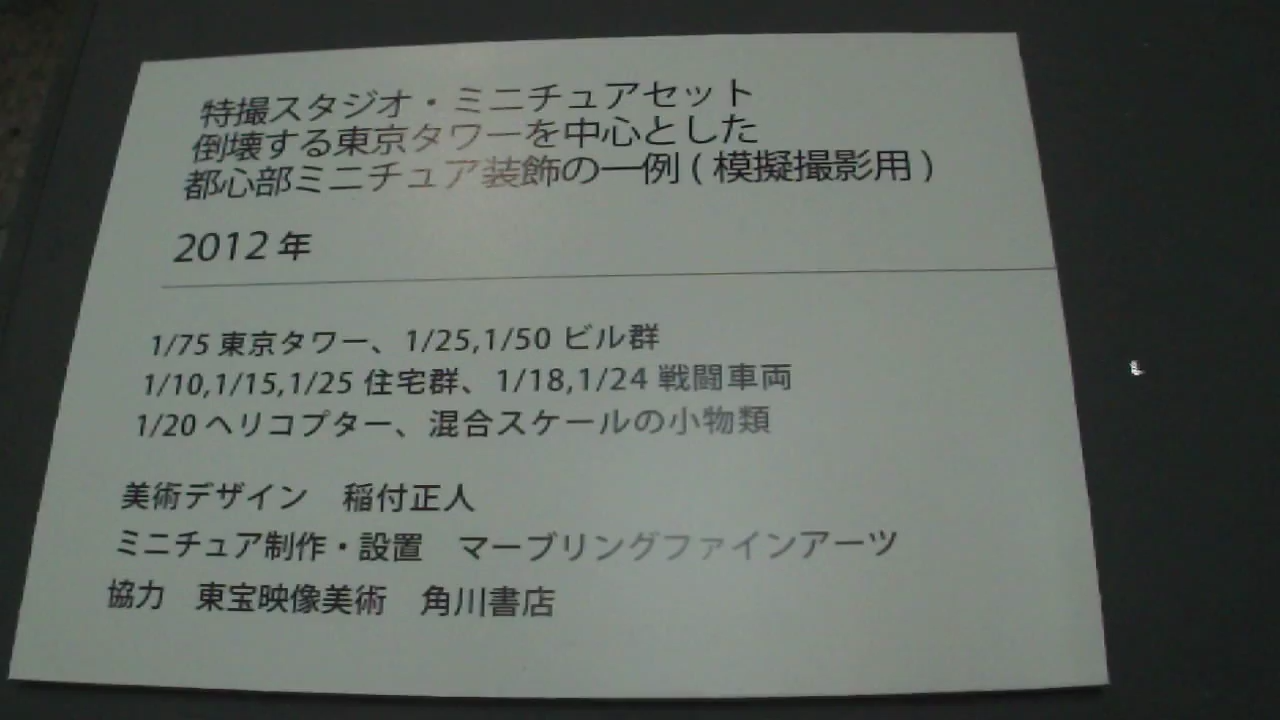 特撮スタジオ・ミニチュアセット
倒壊する東京タワーを中心とした
都心部ミニチュア装飾の一例(模擬撮影用)
2012年
1/75 東京タワー、1/25,1/50 ビル群
1/10,1/15,1/25 住宅群、1/18,1/24 戦闘車両
1/20 ヘリコプター、混合スケールの小物類
美術デザイン　稲付正人
ミニチュア制作・設置　マーブリングファインアーツ
協力　東宝映像美術　角川書店